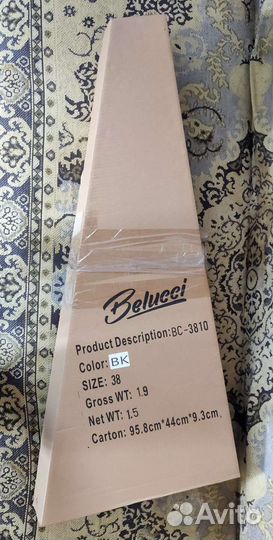 Belucci
Product Description:BC-3810
Color: BK
SIZE: 38
Gross WT: 1.9
Net WT: 1.5
Carton: 95.8cm*44cm*9.3cm
Avito